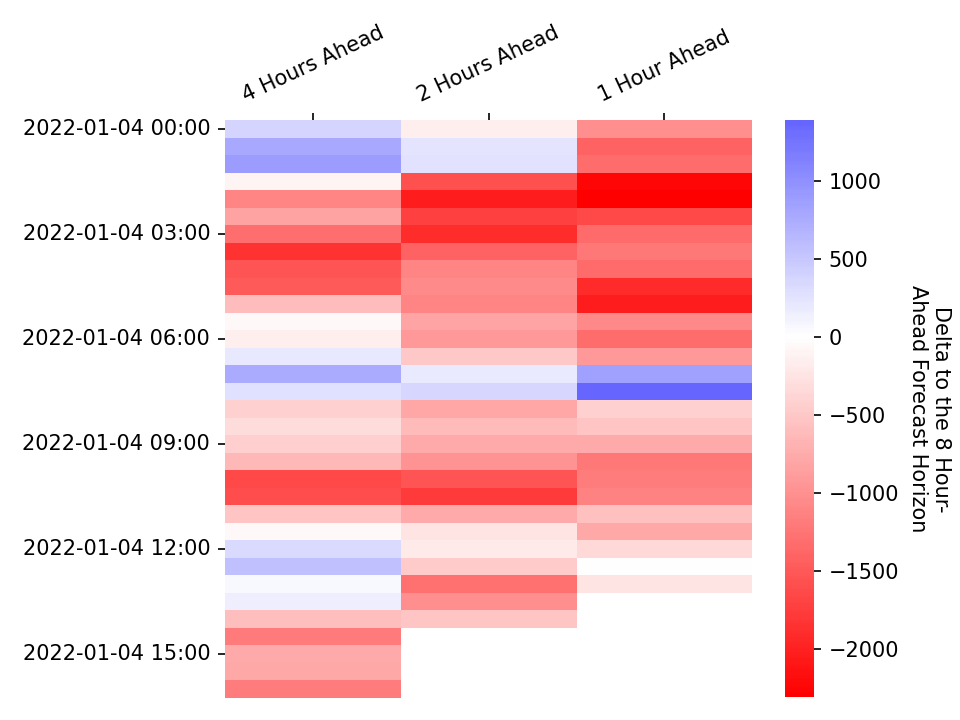 4 Hours Ahead
2 Hours Ahead
1 Hour Ahead
2022-01-04 00:00
2022-01-04 03:00
2022-01-04 06:00
2022-01-04 09:00
2022-01-04 12:00
2022-01-04 15:00
1000
500
0
−500
−1000
−1500
−2000
Delta to the 8 Hour-
Ahead Forecast Horizon